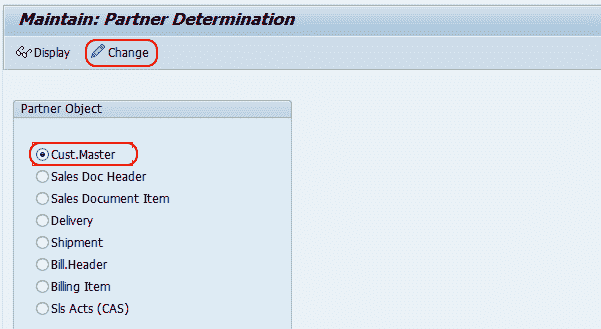 Maintain: Partner Determination
Display Change
Partner Object
Cust.Master
Sales Doc Header
Sales Document Item
Delivery
Shipment
Bill.Header
Billing Item
Sls Acts (CAS)